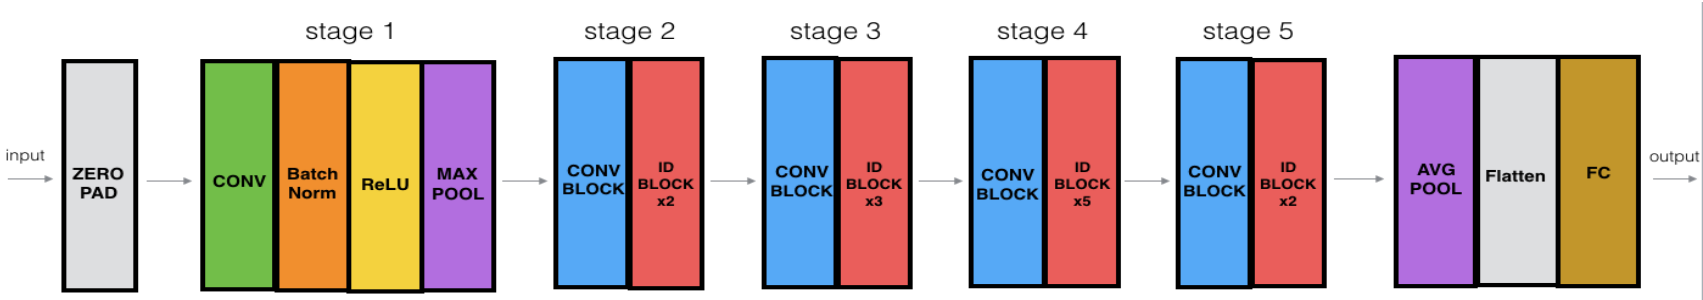 stage 1
stage 2
stage 3
stage 4
stage 5
input
ZERO
PAD
CONV
Batch
Norm
ReLU
MAX
POOL
CONV
BLOCK
ID
BLOCK
x2
CONV
BLOCK
ID
BLOCK
x3
CONV
BLOCK
ID
BLOCK
x5
CONV
BLOCK
ID
BLOCK
x2
AVG
POOL
Flatten
FC
output